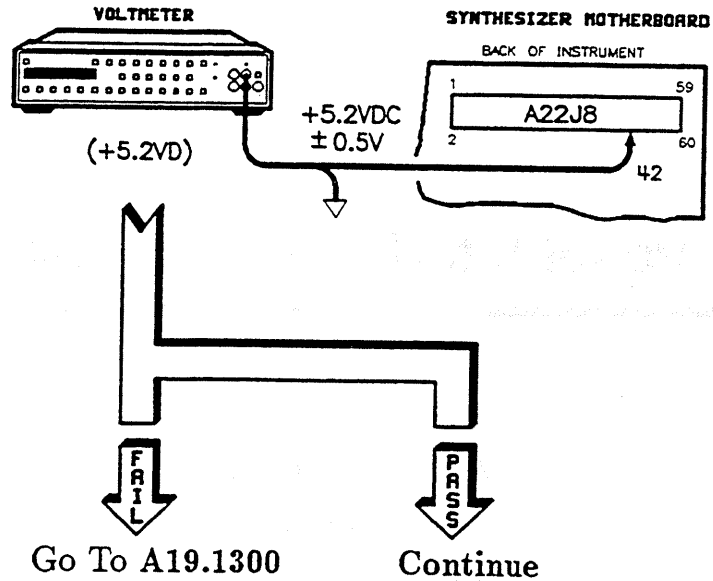 VOLTMETER
SYNTHESIZER MOTHERBOARD
BACK OF INSTRUMENT
1
59
A22J8
+5.2VDC
± 0.5V
2
60
(+5.2VD)
42
FAIL
PASS
Go To A19.1300
Continue